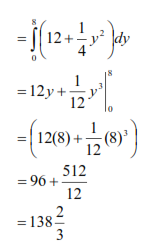 = ∫₀⁸ (12 + 1/4 y²) dy
= 12y + 1/12 y³ |₀⁸
= (12(8) + 1/12 (8)³)
= 96 + 512/12
= 138 2/3